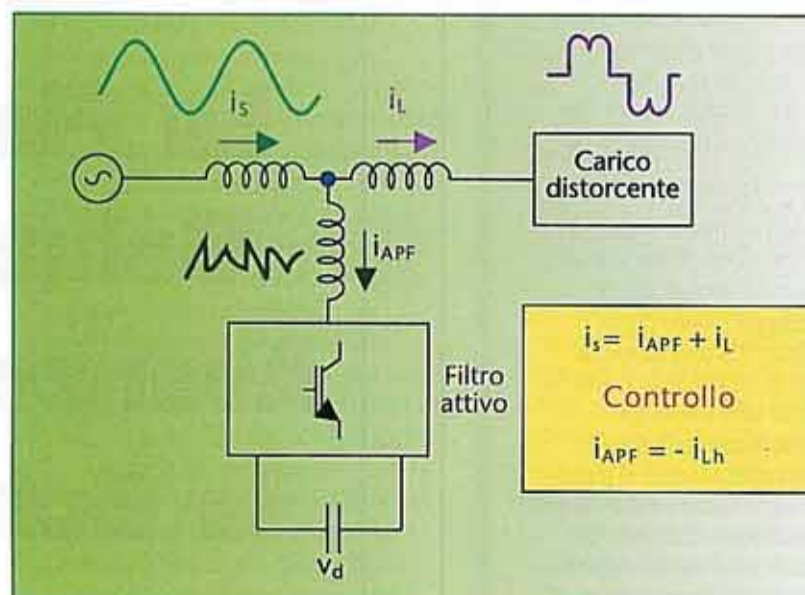 i_S
i_L
Carico
distorcente
i_APF
Filtro
attivo
v_d
i_s = i_APF + i_L
Controllo
i_APF = - i_Lh